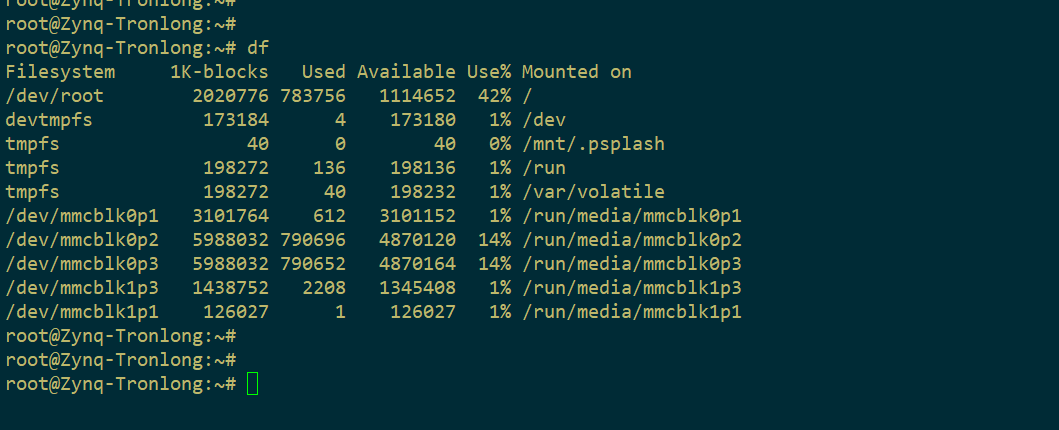 root@Zynq-Tronlong:~#
root@Zynq-Tronlong:~#
root@Zynq-Tronlong:~# df
Filesystem     1K-blocks   Used Available Use% Mounted on
/dev/root        2020776 783756   1114652  42% /
devtmpfs          173184      4    173180   1% /dev
tmpfs                 40      0        40   0% /mnt/.psplash
tmpfs             198272    136    198136   1% /run
tmpfs             198272     40    198232   1% /var/volatile
/dev/mmcblk0p1   3101764    612   3101152   1% /run/media/mmcblk0p1
/dev/mmcblk0p2   5988032 790696   4870120  14% /run/media/mmcblk0p2
/dev/mmcblk0p3   5988032 790652   4870164  14% /run/media/mmcblk0p3
/dev/mmcblk1p3   1438752   2208   1345408   1% /run/media/mmcblk1p3
/dev/mmcblk1p1    126027      1    126027   1% /run/media/mmcblk1p1
root@Zynq-Tronlong:~#
root@Zynq-Tronlong:~#
root@Zynq-Tronlong:~#